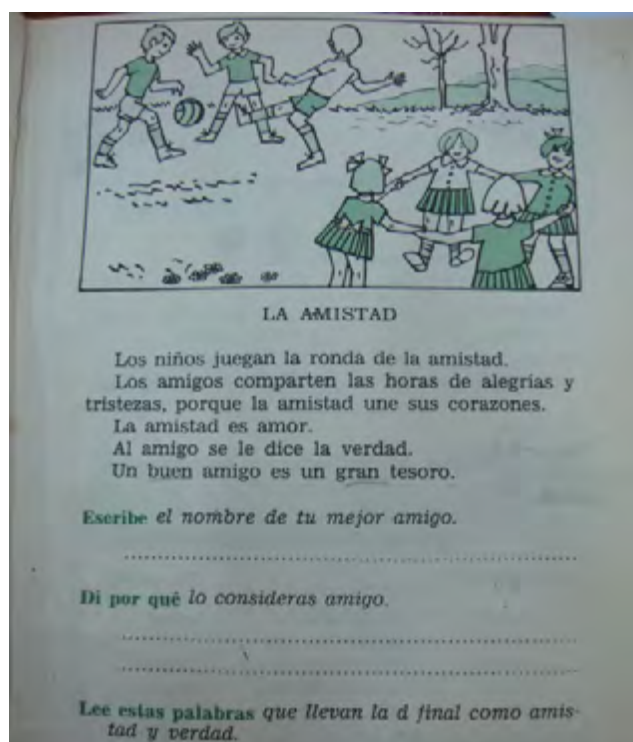 LA AMISTAD
Los niños juegan la ronda de la amistad.
Los amigos comparten las horas de alegrías y
tristezas, porque la amistad une sus corazones.
La amistad es amor.
Al amigo se le dice la verdad.
Un buen amigo es un gran tesoro.
Escribe el nombre de tu mejor amigo.
Di por qué lo consideras amigo.
Lee estas palabras que llevan la d final como amis-
tad y verdad.